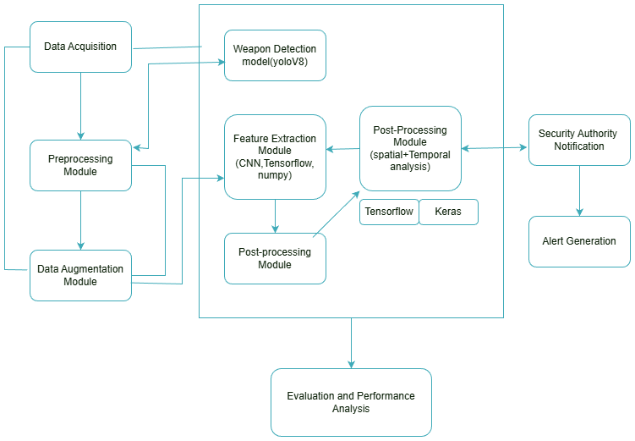 Data Acquisition
Weapon Detection
model(yoloV8)
Preprocessing
Module
Feature Extraction
Module
(CNN,Tensorflow,
numpy)
Post-Processing
Module
(spatial+Temporal
analysis)
Security Authority
Notification
Tensorflow
Keras
Data Augmentation
Module
Post-processing
Module
Alert Generation
Evaluation and Performance
Analysis